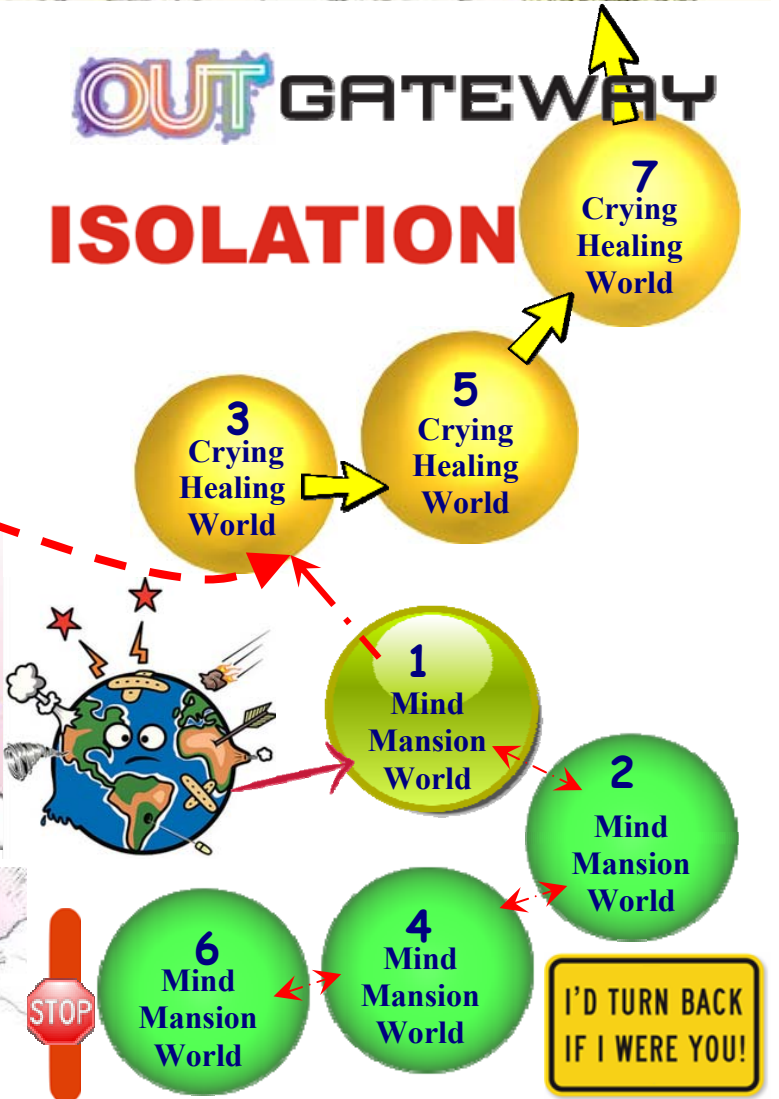 OUT GATEWAY
7
Crying
Healing
World
ISOLATION
5
Crying
Healing
World
3
Crying
Healing
World
1
Mind
Mansion
World
2
Mind
Mansion
World
4
Mind
Mansion
World
6
Mind
Mansion
World
STOP
I'D TURN BACK
IF I WERE YOU!